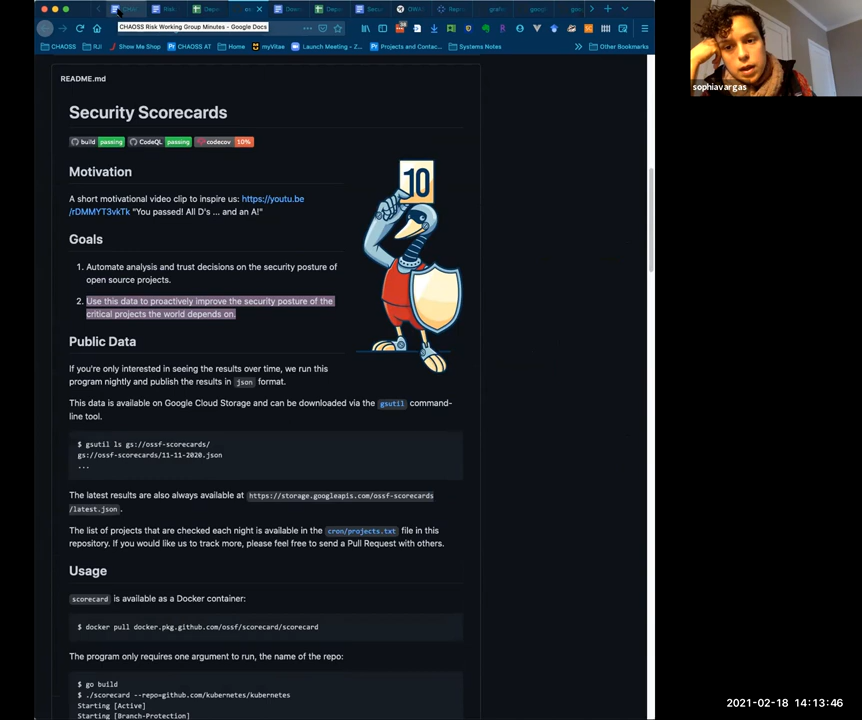 CHAOSS Risk Working Group Minutes - Google Docs
CHAOSS
RJI
Show Me Shop
CHAOSS AT
Home
myVitae
Launch Meeting - Z...
Projects and Contac...
Systems Notes
Other Bookmarks
README.md
Security Scorecards
build passing CodeQL passing codecov 10%
Motivation
A short motivational video clip to inspire us: https://youtu.be
/rDMMYT3vkTk "You passed! All D's ... and an A!"
Goals
1. Automate analysis and trust decisions on the security posture of
open source projects.
2. Use this data to proactively improve the security posture of the
critical projects the world depends on.
10
Public Data
If you're only interested in seeing the results over time, we run this
program nightly and publish the results in json format.
This data is available on Google Cloud Storage and can be downloaded via the gsutil command-
line tool.
$ gsutil ls gs://ossf-scorecards/
gs://ossf-scorecards/11-11-2020.json
...
The latest results are also always available at https://storage.googleapis.com/ossf-scorecards
/latest.json.
The list of projects that are checked each night is available in the cron/projects.txt file in this
repository. If you would like us to track more, please feel free to send a Pull Request with others.
Usage
scorecard is available as a Docker container:
$ docker pull docker.pkg.github.com/ossf/scorecard/scorecard
The program only requires one argument to run, the name of the repo:
$ go build
$ ./scorecard --repo=github.com/kubernetes/kubernetes
Starting [Active]
Starting [Branch-Protection]
sophiavargas
2021-02-18 14:13:46